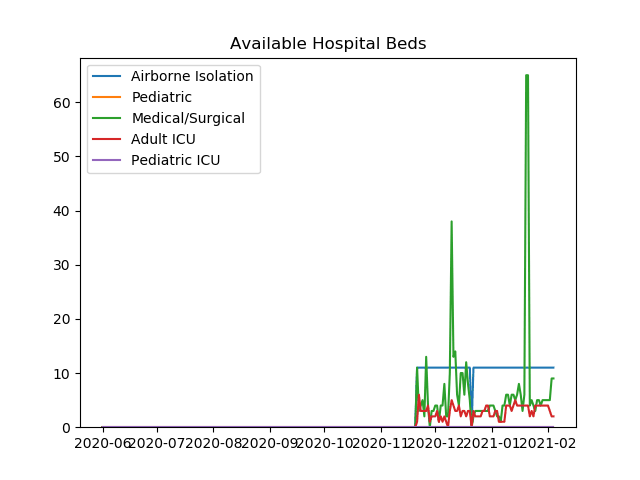 Available Hospital Beds
Airborne Isolation
Pediatric
Medical/Surgical
Adult ICU
Pediatric ICU
60
50
40
30
20
10
0
2020-06 2020-07 2020-08 2020-09 2020-10 2020-11 2020-12 2021-01 2021-02